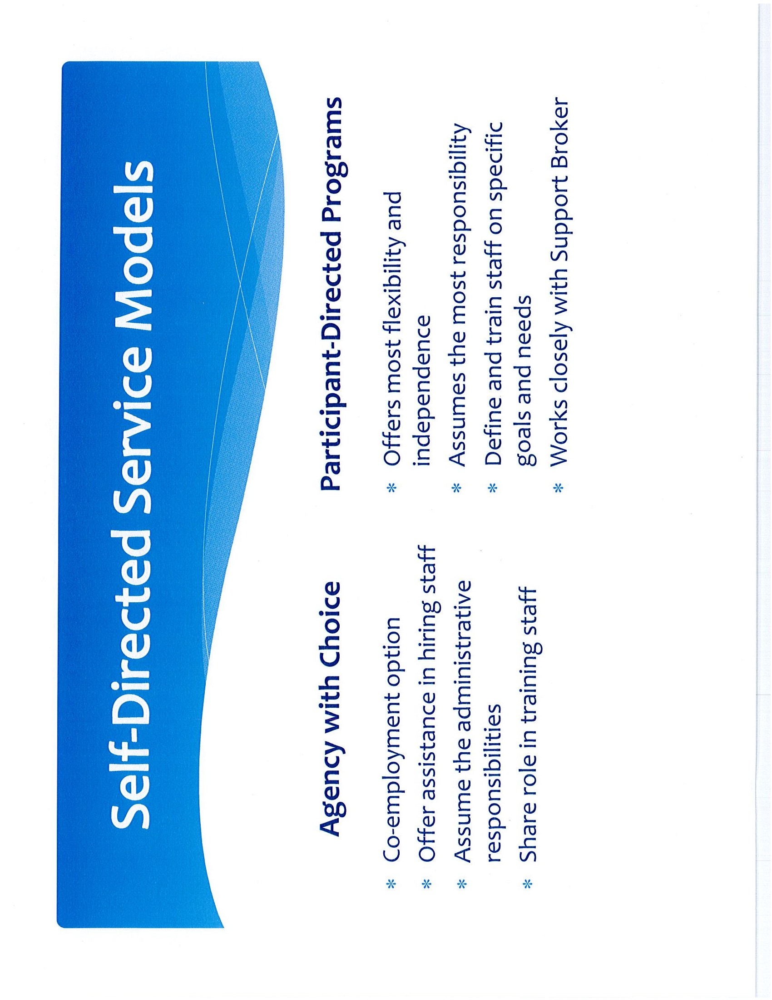 Self-Directed Service Models
Agency with Choice
* Co-employment option
* Offer assistance in hiring staff
* Assume the administrative
responsibilities
* Share role in training staff
Participant-Directed Programs
* Offers most flexibility and
independence
* Assumes the most responsibility
* Define and train staff on specific
goals and needs
* Works closely with Support Broker